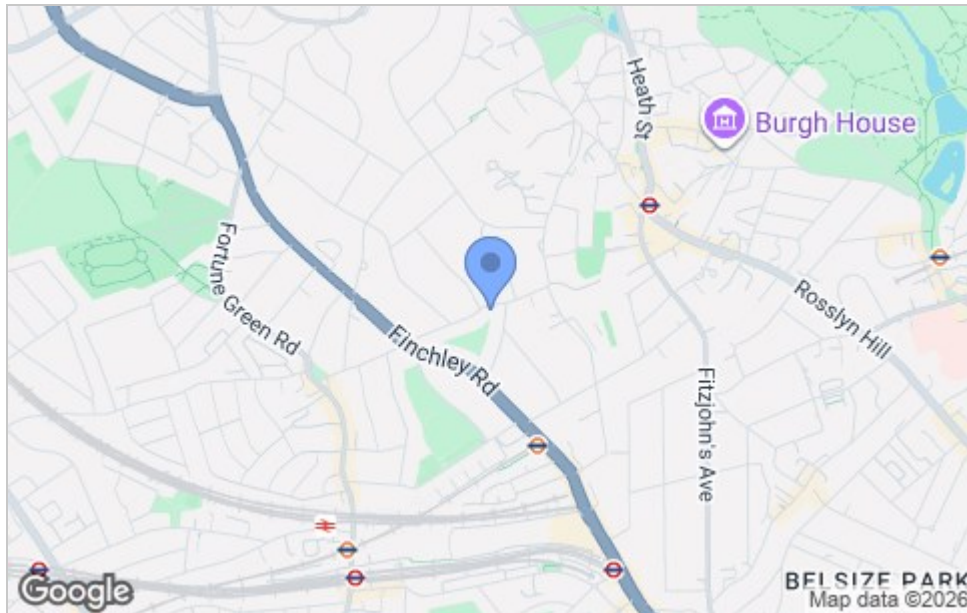 Heath St
Burgh House
Fortune Green Rd
Finchley Rd
Rosslyn Hill
Fitzjohn's Ave
BELSIZE PARK
Google
Map data ©2026